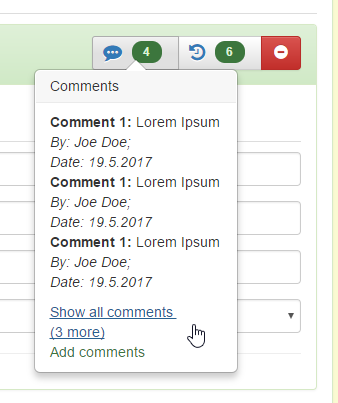 4 6
Comments
Comment 1: Lorem Ipsum
By: Joe Doe;
Date: 19.5.2017
Comment 1: Lorem Ipsum
By: Joe Doe;
Date: 19.5.2017
Comment 1: Lorem Ipsum
By: Joe Doe;
Date: 19.5.2017
Show all comments
(3 more)
Add comments